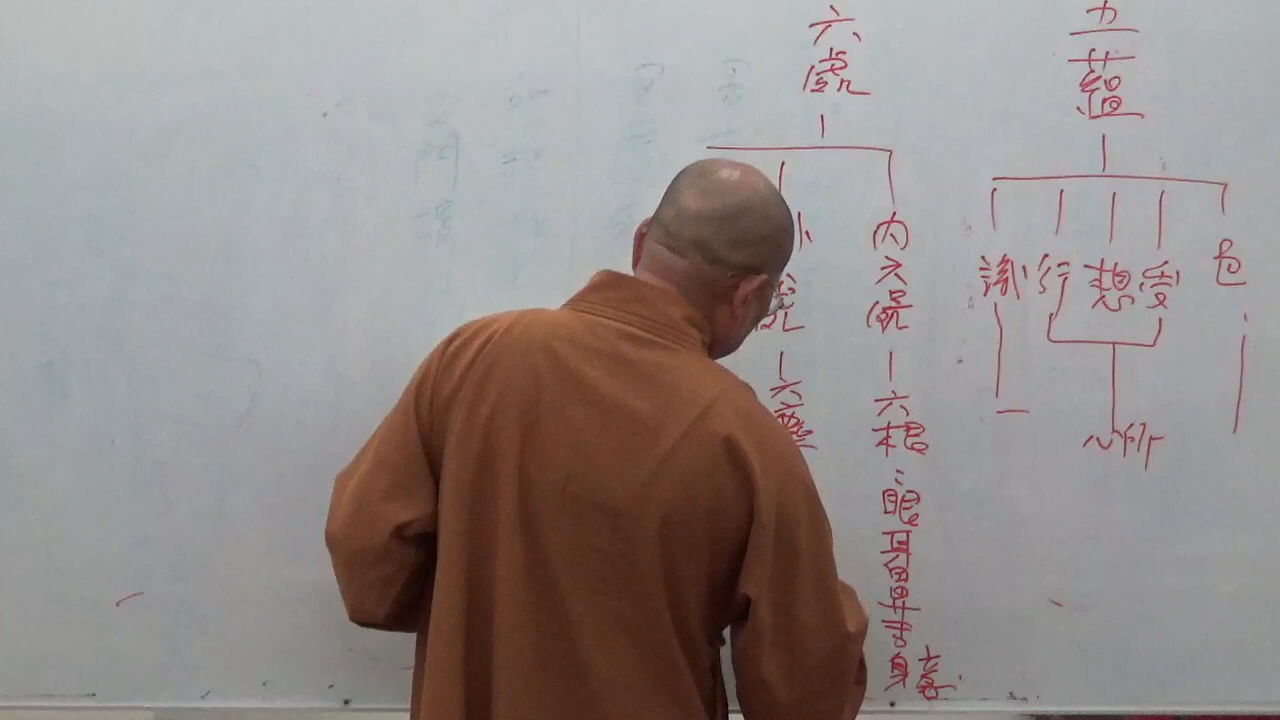 五蘊
色
受
想
行
識
心所
一
六處
內六處
六根：眼耳鼻舌身意
外
處
六塵